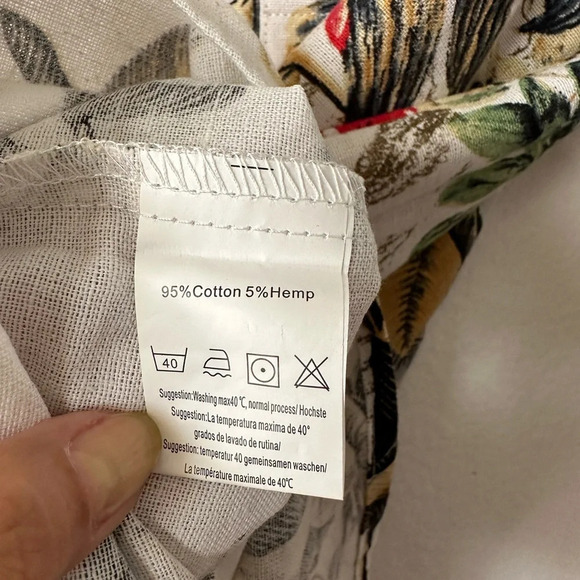 95%Cotton 5%Hemp
40
Suggestion:Washing max40℃, normal process/ Hochste
Suggestion:La temperatura maxima de 40°
grados de lavado de rutina/
Suggestion: temperatur 40 gemeinsamen waschen/
La température maximale de 40℃